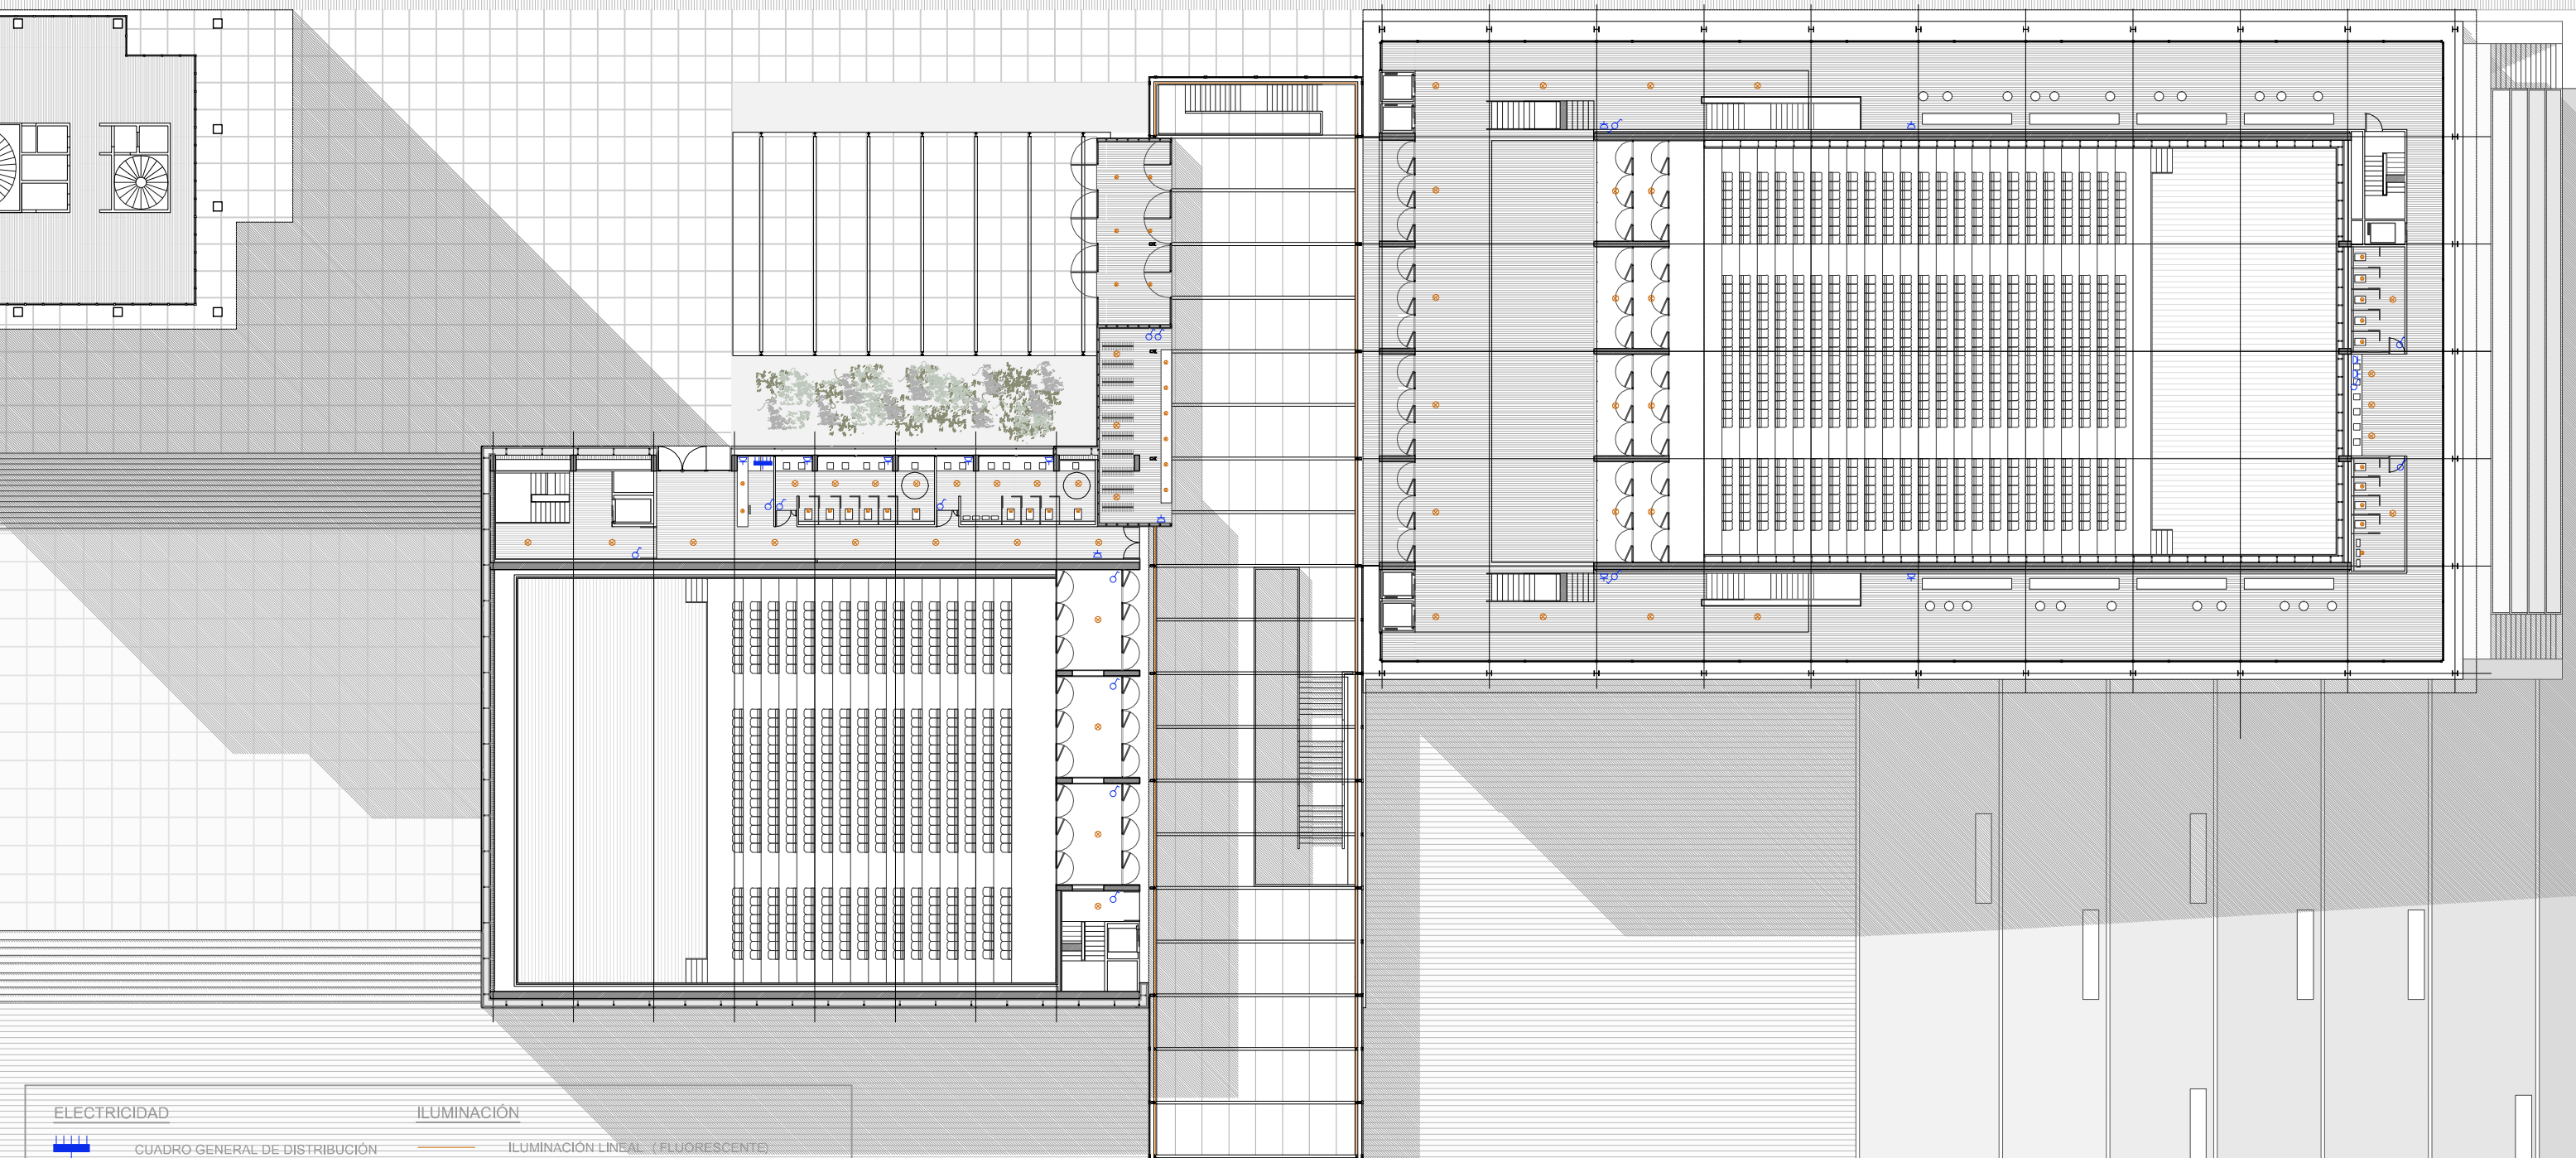 ELECTRICIDAD
ILUMINACIÓN
CUADRO GENERAL DE DISTRIBUCIÓN
ILUMINACIÓN LINEAL (FLUORESCENTE)